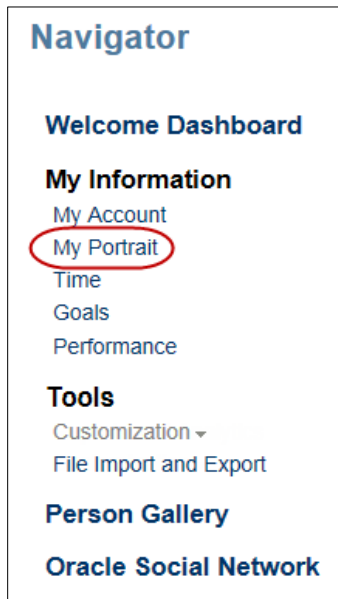 Navigator
Welcome Dashboard
My Information
My Account
My Portrait
Time
Goals
Performance
Tools
Customization
File Import and Export
Person Gallery
Oracle Social Network